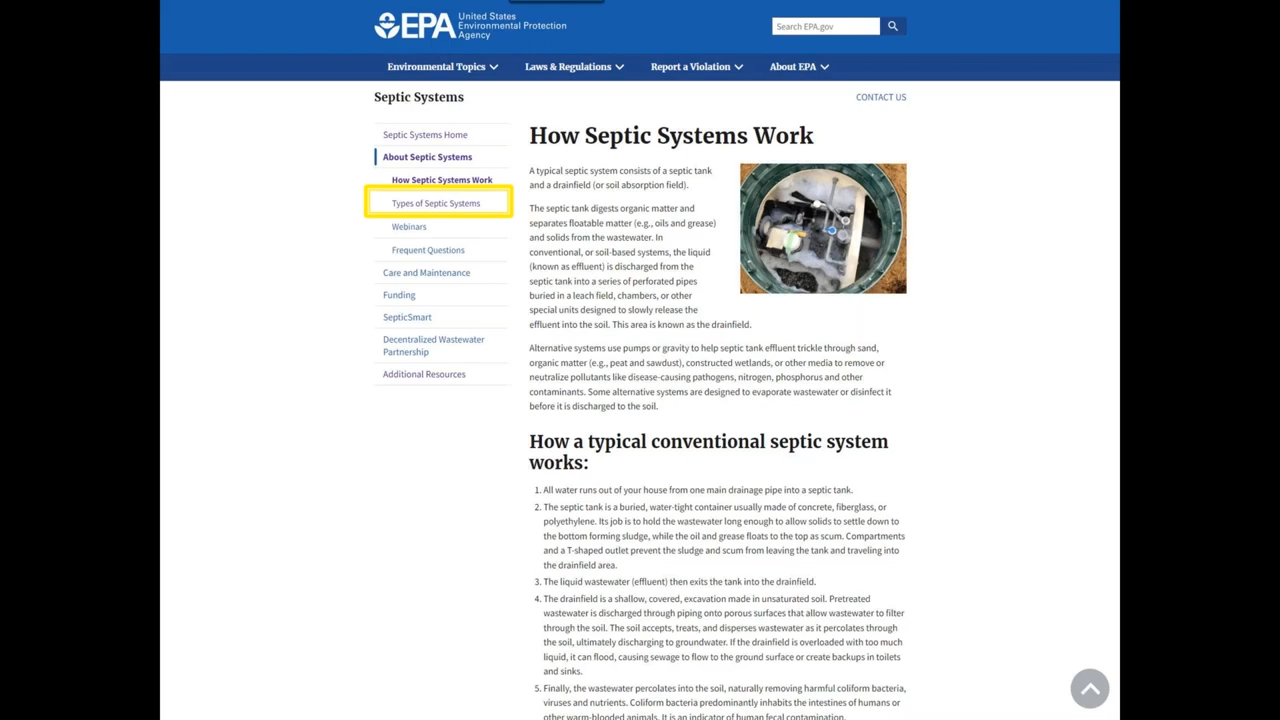 EPA
United States
Environmental Protection
Agency
Search EPA.gov
Environmental Topics
Laws & Regulations
Report a Violation
About EPA
Septic Systems
CONTACT US
Septic Systems Home
About Septic Systems
How Septic Systems Work
Types of Septic Systems
Webinars
Frequent Questions
Care and Maintenance
Funding
SepticSmart
Decentralized Wastewater
Partnership
Additional Resources
How Septic Systems Work
A typical septic system consists of a septic tank
and a drainfield (or soil absorption field).
The septic tank digests organic matter and
separates floatable matter (e.g., oils and grease)
and solids from the wastewater. In
conventional, or soil-based systems, the liquid
(known as effluent) is discharged from the
septic tank into a series of perforated pipes
buried in a leach field, chambers, or other
special units designed to slowly release the
effluent into the soil. This area is known as the drainfield.
Alternative systems use pumps or gravity to help septic tank effluent trickle through sand,
organic matter (e.g., peat and sawdust), constructed wetlands, or other media to remove or
neutralize pollutants like disease-causing pathogens, nitrogen, phosphorus and other
contaminants. Some alternative systems are designed to evaporate wastewater or disinfect it
before it is discharged to the soil.
How a typical conventional septic system
works:
1. All water runs out of your house from one main drainage pipe into a septic tank.
2. The septic tank is a buried, water-tight container usually made of concrete, fiberglass, or
polyethylene. Its job is to hold the wastewater long enough to allow solids to settle down to
the bottom forming sludge, while the oil and grease floats to the top as scum. Compartments
and a T-shaped outlet prevent the sludge and scum from leaving the tank and traveling into
the drainfield area.
3. The liquid wastewater (effluent) then exits the tank into the drainfield.
4. The drainfield is a shallow, covered, excavation made in unsaturated soil. Pretreated
wastewater is discharged through piping onto porous surfaces that allow wastewater to filter
through the soil. The soil accepts, treats, and disperses wastewater as it percolates through
the soil, ultimately discharging to groundwater. If the drainfield is overloaded with too much
liquid, it can flood, causing sewage to flow to the ground surface or create backups in toilets
and sinks.
5. Finally, the wastewater percolates into the soil, naturally removing harmful coliform bacteria,
viruses and nutrients. Coliform bacteria predominantly inhabits the intestines of humans or
other warm-blooded animals. It is an indicator of human fecal contamination.